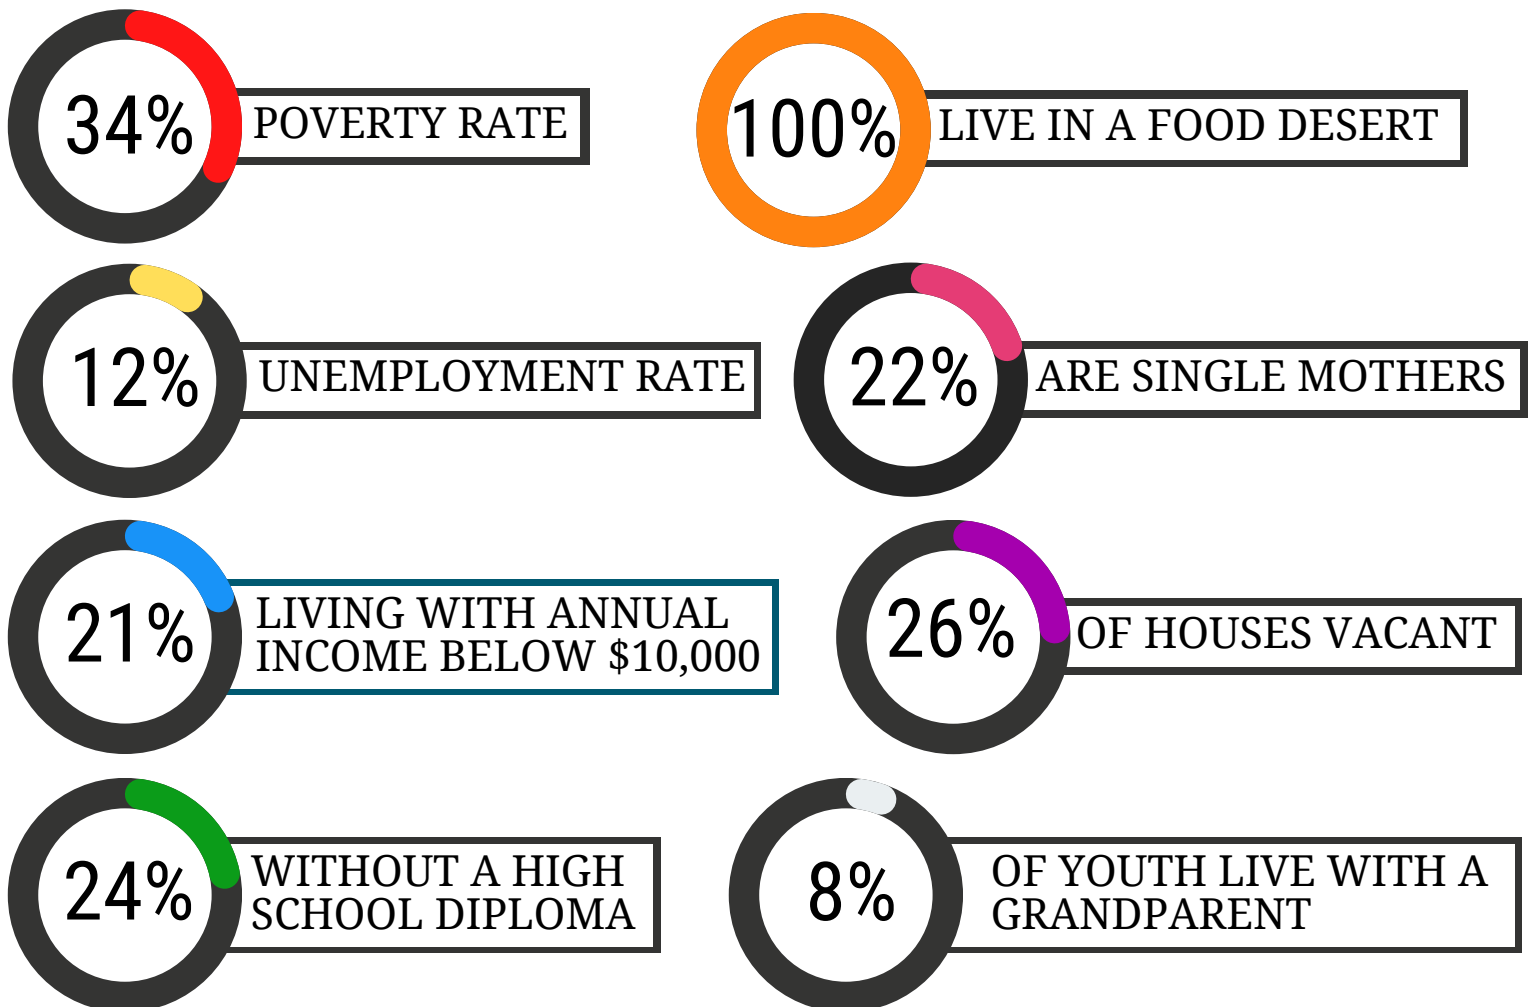 34%
POVERTY RATE
100%
LIVE IN A FOOD DESERT
12%
UNEMPLOYMENT RATE
22%
ARE SINGLE MOTHERS
21%
LIVING WITH ANNUAL
INCOME BELOW $10,000
26%
OF HOUSES VACANT
24%
WITHOUT A HIGH
SCHOOL DIPLOMA
8%
OF YOUTH LIVE WITH A
GRANDPARENT